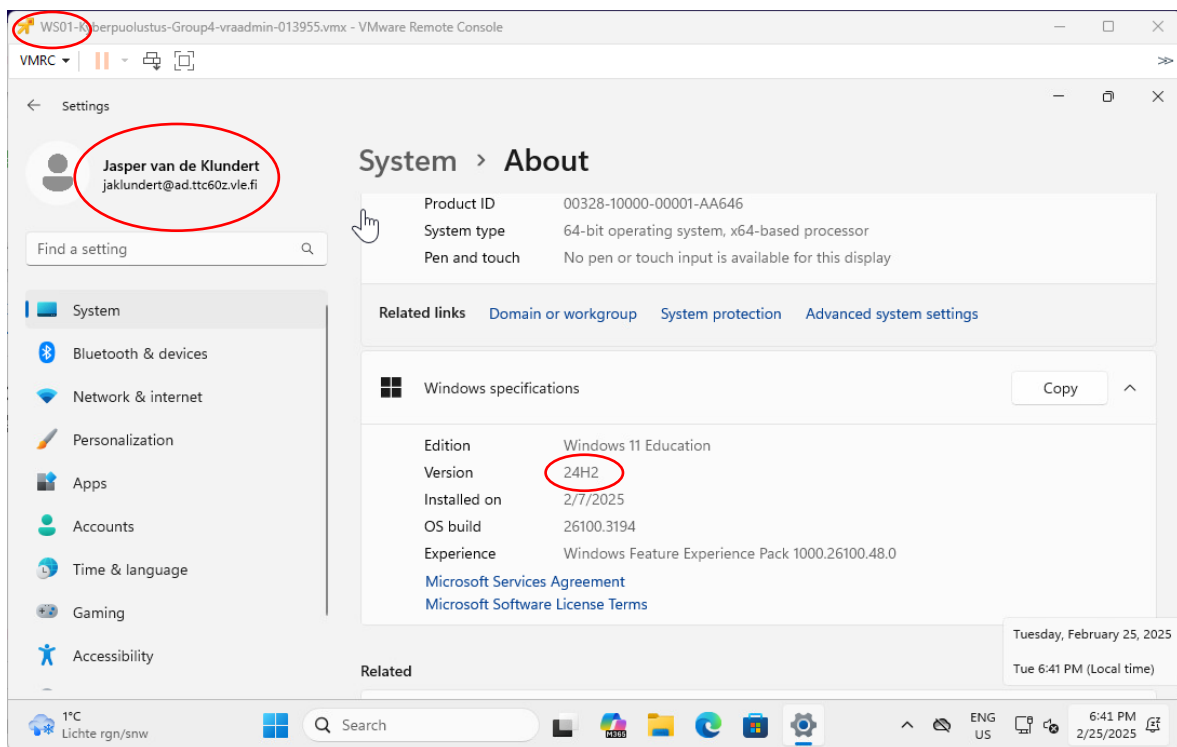 WS01-Kyberpuolustus-Group4-vraadmin-013955.vmx - VMware Remote Console
VMRC
Settings
Jasper van de Klundert
jaklundert@ad.ttc60z.vle.fi
Find a setting
System
Bluetooth & devices
Network & internet
Personalization
Apps
Accounts
Time & language
Gaming
Accessibility
System > About
Product ID 00328-10000-00001-AA646
System type 64-bit operating system, x64-based processor
Pen and touch No pen or touch input is available for this display
Related links Domain or workgroup System protection Advanced system settings
Windows specifications Copy
Edition Windows 11 Education
Version 24H2
Installed on 2/7/2025
OS build 26100.3194
Experience Windows Feature Experience Pack 1000.26100.48.0
Microsoft Services Agreement
Microsoft Software License Terms
Related
Tuesday, February 25, 2025
Tue 6:41 PM (Local time)
1°C
Lichte rgn/snw
Search
M365
ENG
US
6:41 PM
2/25/2025